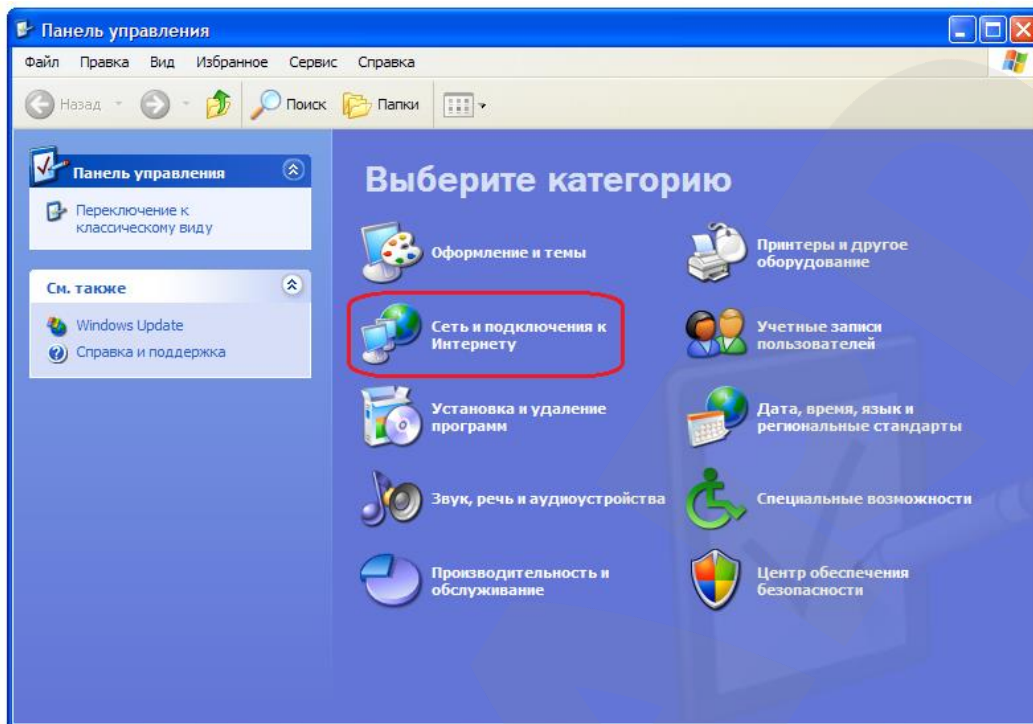 Панель управления
Файл Правка Вид Избранное Сервис Справка
Назад Поиск Папки
Панель управления
Переключение к
классическому виду
См. также
Windows Update
Справка и поддержка
Выберите категорию
Оформление и темы
Принтеры и другое
оборудование
Сеть и подключения к
Интернету
Учетные записи
пользователей
Установка и удаление
программ
Дата, время, язык и
региональные стандарты
Звук, речь и аудиоустройства
Специальные возможности
Производительность и
обслуживание
Центр обеспечения
безопасности